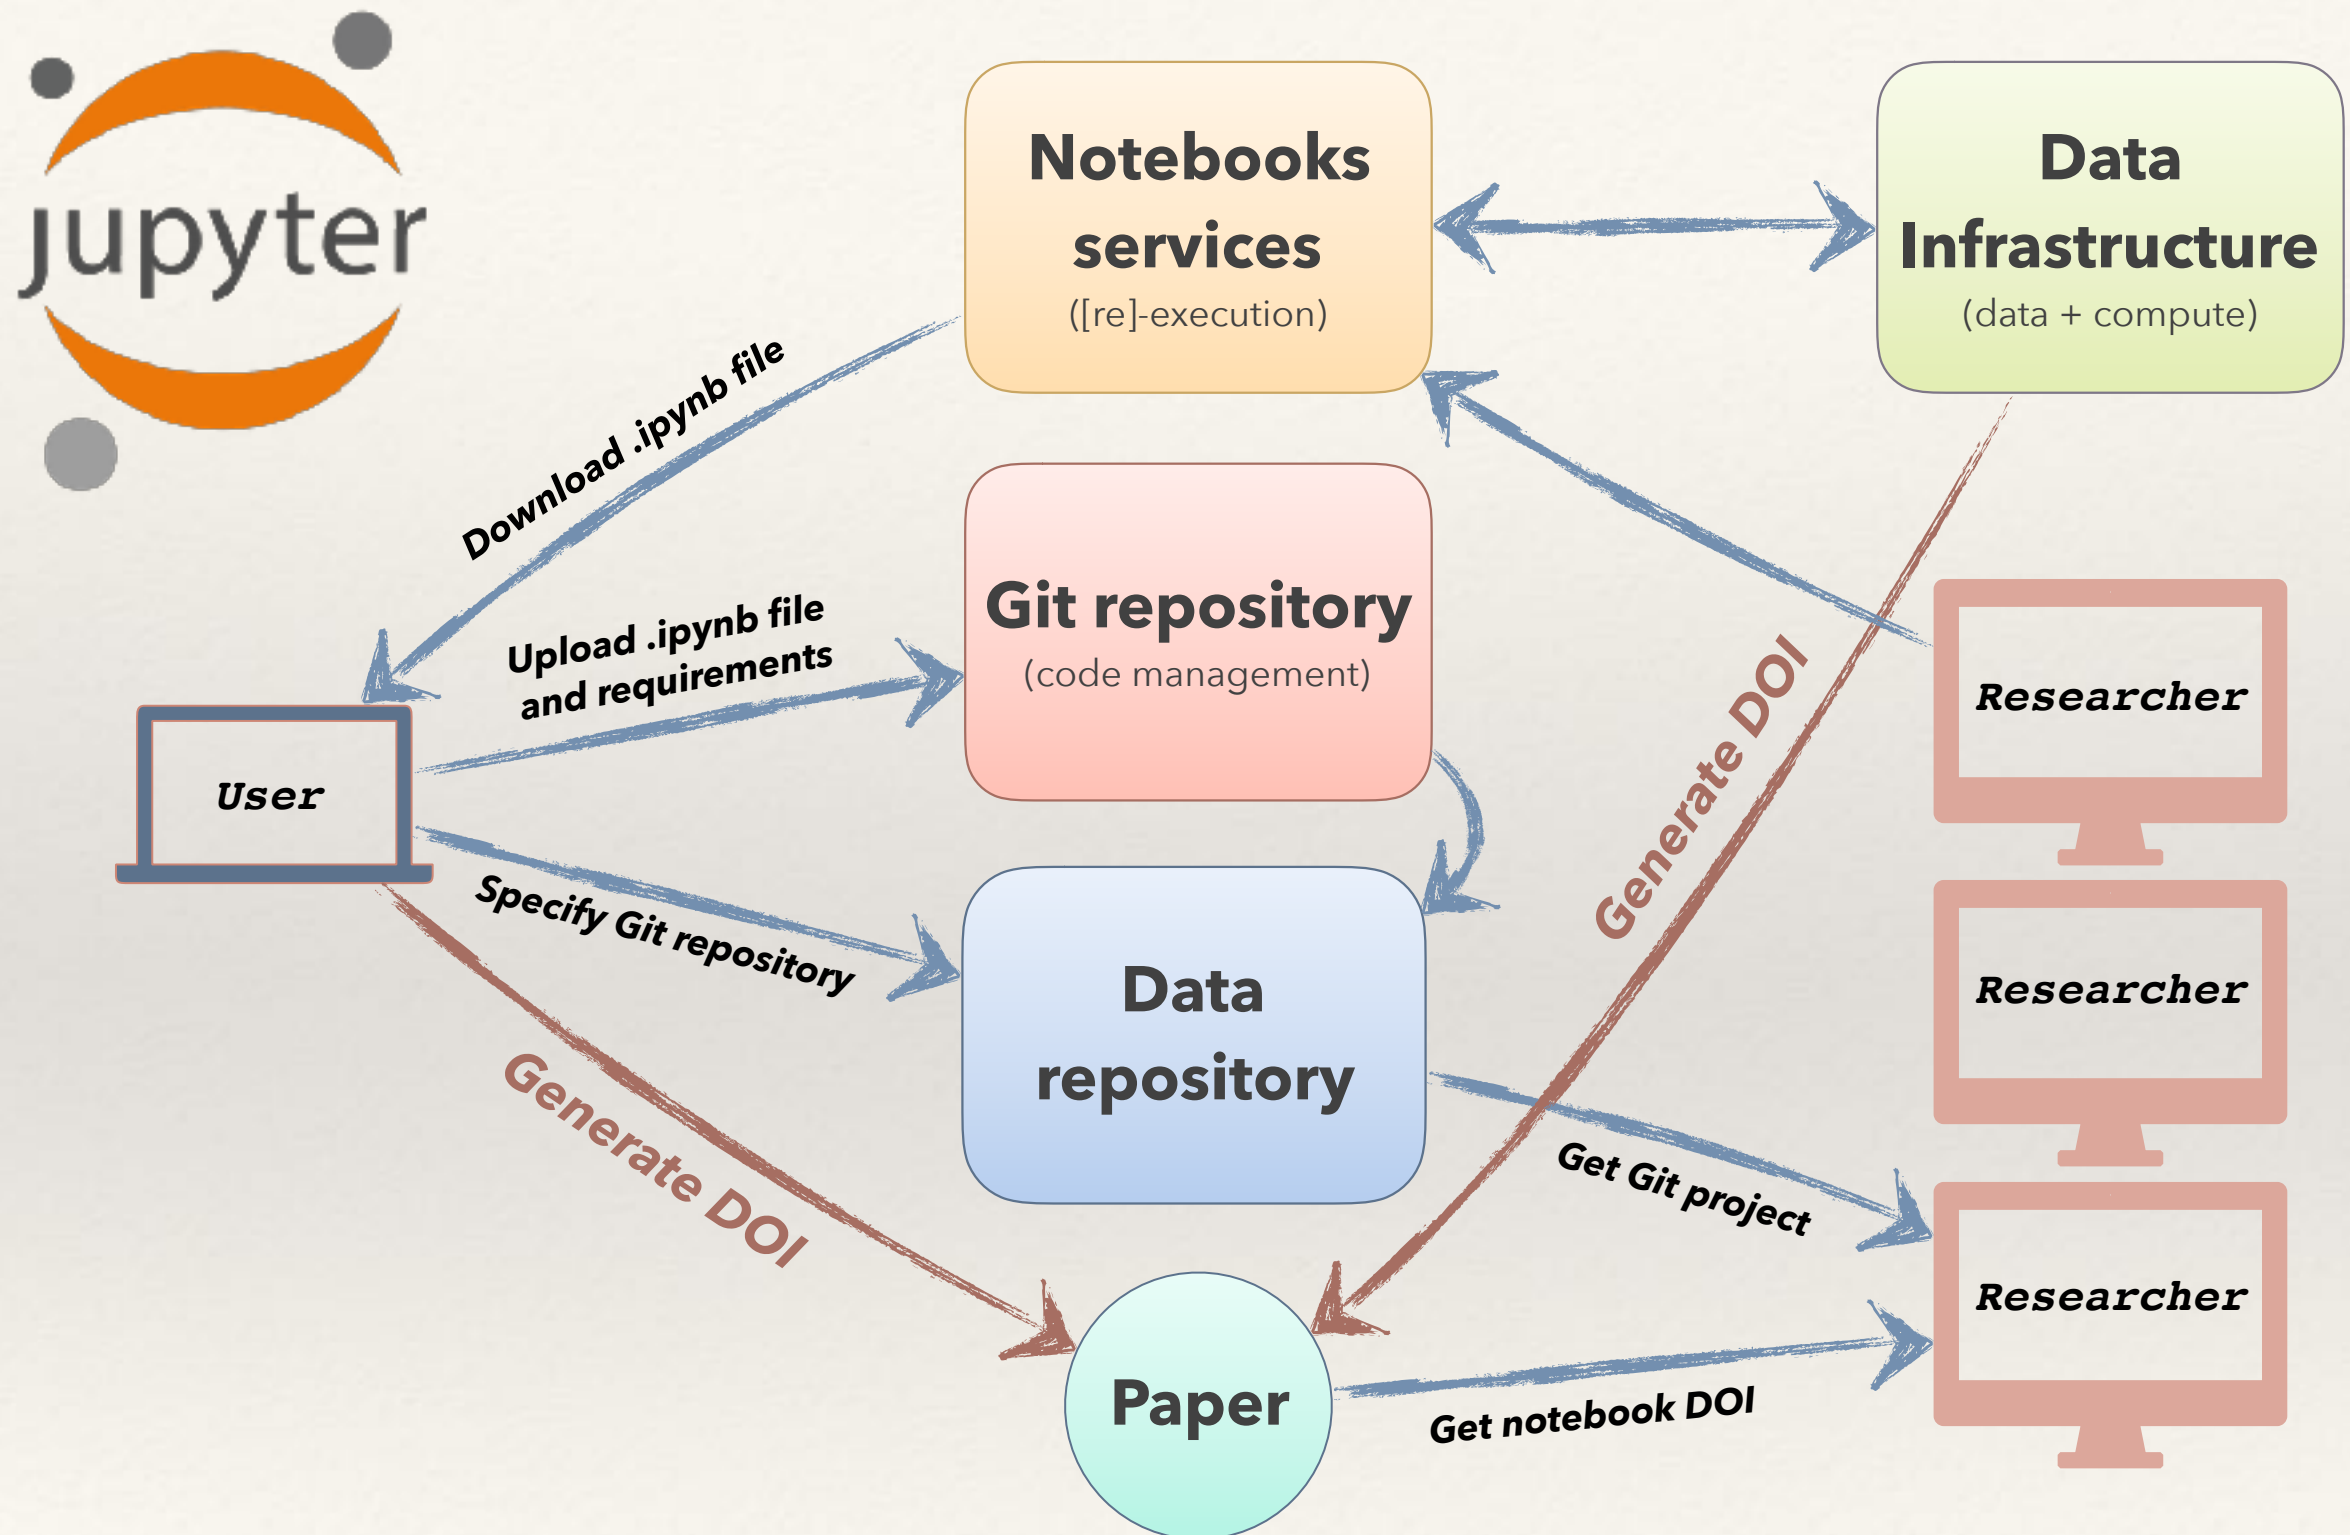 jupyter
Notebooks
services
([re]-execution)
Data
Infrastructure
(data + compute)
Download .ipynb file
Git repository
(code management)
Upload .ipynb file
and requirements
User
Specify Git repository
Data
repository
Generate DOI
Generate DOI
Researcher
Researcher
Researcher
Get Git project
Paper
Get notebook DOI